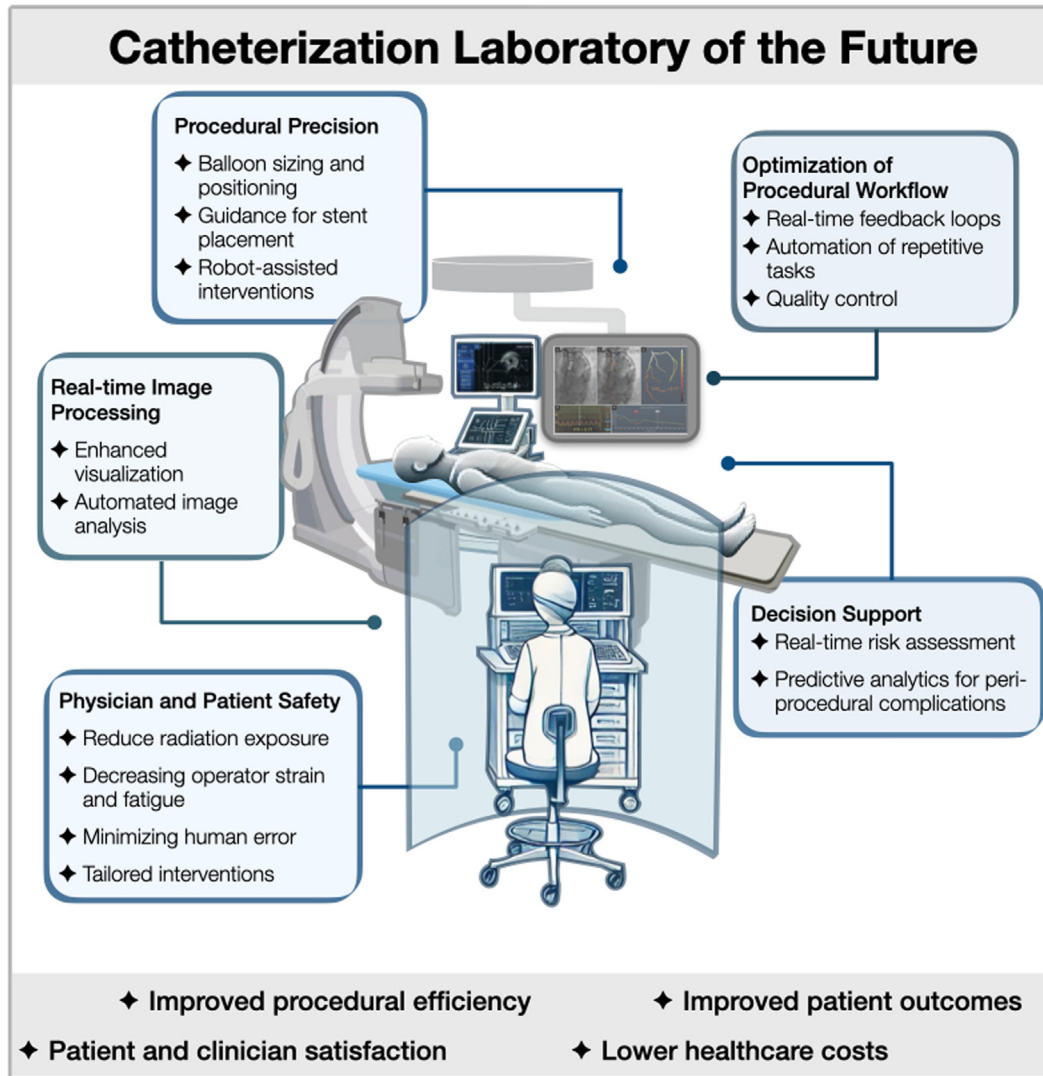 Catheterization Laboratory of the Future
Procedural Precision
✦ Balloon sizing and
positioning
✦ Guidance for stent
placement
✦ Robot-assisted
interventions
Optimization of
Procedural Workflow
✦ Real-time feedback loops
✦ Automation of repetitive
tasks
✦ Quality control
Real-time Image
Processing
✦ Enhanced
visualization
✦ Automated image
analysis
Decision Support
✦ Real-time risk assessment
✦ Predictive analytics for peri-
procedural complications
Physician and Patient Safety
✦ Reduce radiation exposure
✦ Decreasing operator strain
and fatigue
✦ Minimizing human error
✦ Tailored interventions
✦ Improved procedural efficiency
✦ Improved patient outcomes
✦ Patient and clinician satisfaction
✦ Lower healthcare costs